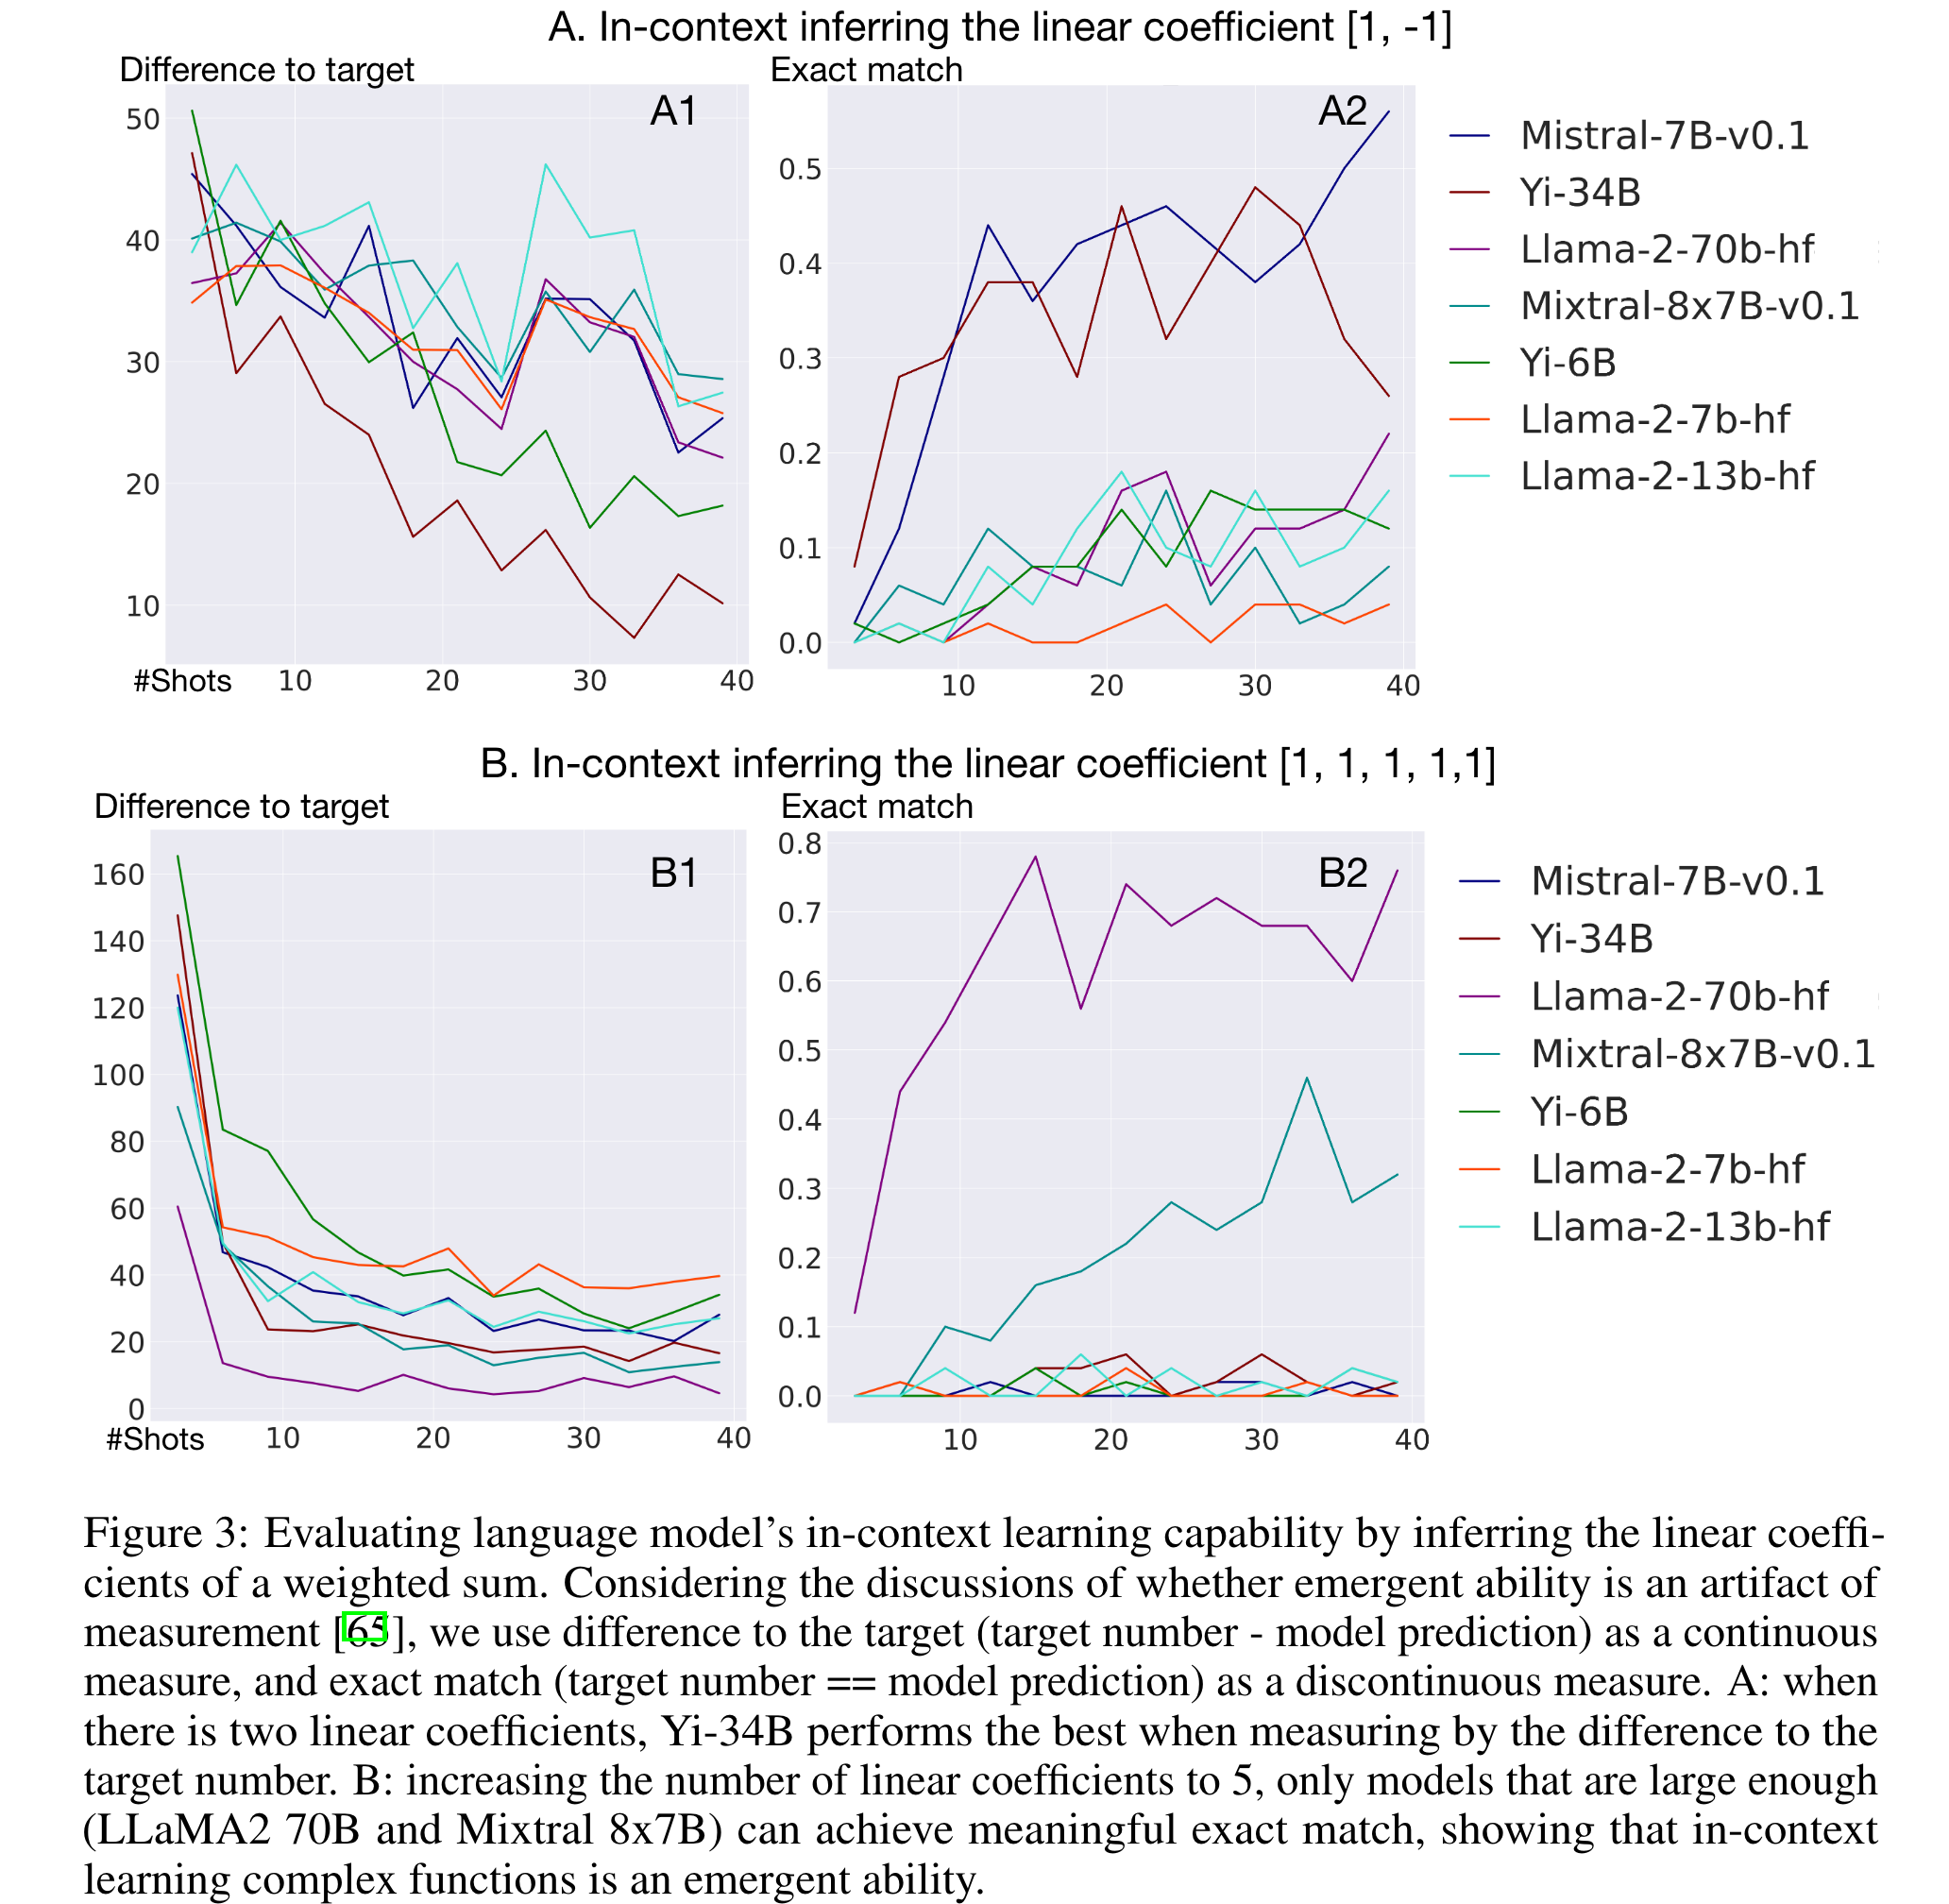 A. In-context inferring the linear coefficient [1, -1]
Difference to target
Exact match
A1
A2
50
40
30
20
10
#Shots 10 20 30 40
0.5
0.4
0.3
0.2
0.1
0.0
10 20 30 40
Mistral-7B-v0.1
Yi-34B
Llama-2-70b-hf
Mixtral-8x7B-v0.1
Yi-6B
Llama-2-7b-hf
Llama-2-13b-hf
B. In-context inferring the linear coefficient [1, 1, 1, 1,1]
Difference to target
Exact match
B1
B2
160
140
120
100
80
60
40
20
0
#Shots 10 20 30 40
0.8
0.7
0.6
0.5
0.4
0.3
0.2
0.1
0.0
10 20 30 40
Mistral-7B-v0.1
Yi-34B
Llama-2-70b-hf
Mixtral-8x7B-v0.1
Yi-6B
Llama-2-7b-hf
Llama-2-13b-hf
Figure 3: Evaluating language model’s in-context learning capability by inferring the linear coeffi-
cients of a weighted sum. Considering the discussions of whether emergent ability is an artifact of
measurement [65], we use difference to the target (target number - model prediction) as a continuous
measure, and exact match (target number == model prediction) as a discontinuous measure. A: when
there is two linear coefficients, Yi-34B performs the best when measuring by the difference to the
target number. B: increasing the number of linear coefficients to 5, only models that are large enough
(LLaMA2 70B and Mixtral 8x7B) can achieve meaningful exact match, showing that in-context
learning complex functions is an emergent ability.